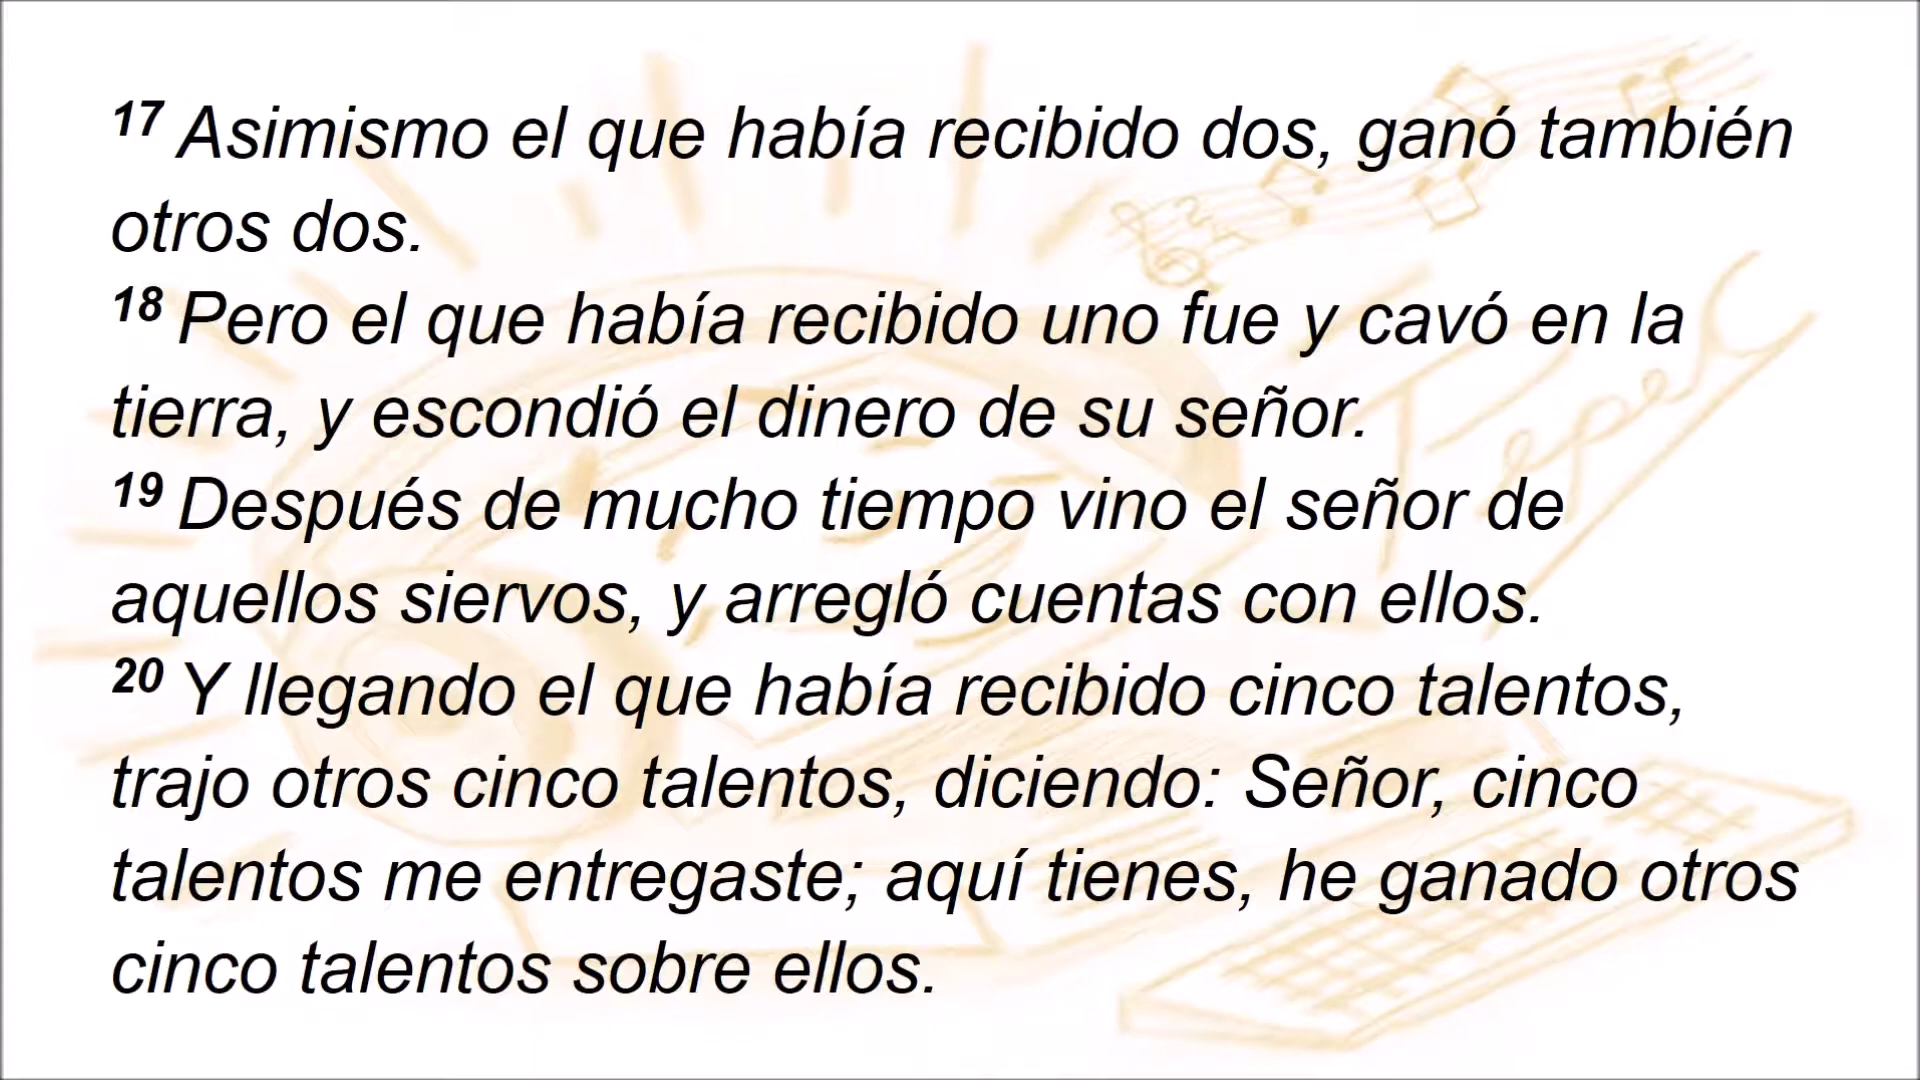 17 Asimismo el que había recibido dos, ganó también
otros dos.
18 Pero el que había recibido uno fue y cavó en la
tierra, y escondió el dinero de su señor.
19 Después de mucho tiempo vino el señor de
aquellos siervos, y arregló cuentas con ellos.
20 Y llegando el que había recibido cinco talentos,
trajo otros cinco talentos, diciendo: Señor, cinco
talentos me entregaste; aquí tienes, he ganado otros
cinco talentos sobre ellos.